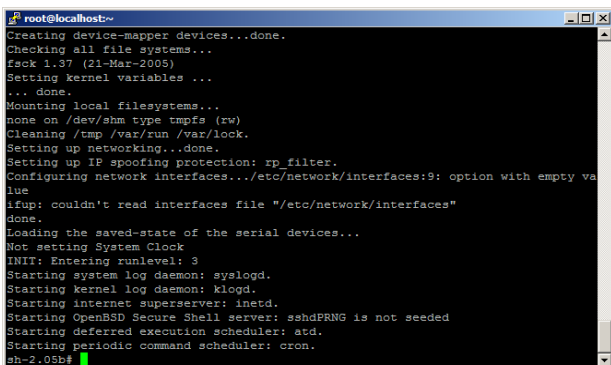 root@localhost:~
Creating device-mapper devices...done.
Checking all file systems...
fsck 1.37 (21-Mar-2005)
Setting kernel variables ...
... done.
Mounting local filesystems...
none on /dev/shm type tmpfs (rw)
Cleaning /tmp /var/run /var/lock.
Setting up networking...done.
Setting up IP spoofing protection: rp_filter.
Configuring network interfaces.../etc/network/interfaces:9: option with empty va
lue
ifup: couldn't read interfaces file "/etc/network/interfaces"
done.
Loading the saved-state of the serial devices...
Not setting System Clock
INIT: Entering runlevel: 3
Starting system log daemon: syslogd.
Starting kernel log daemon: klogd.
Starting internet superserver: inetd.
Starting OpenBSD Secure Shell server: sshdPRNG is not seeded
Starting deferred execution scheduler: atd.
Starting periodic command scheduler: cron.
sh-2.05b#